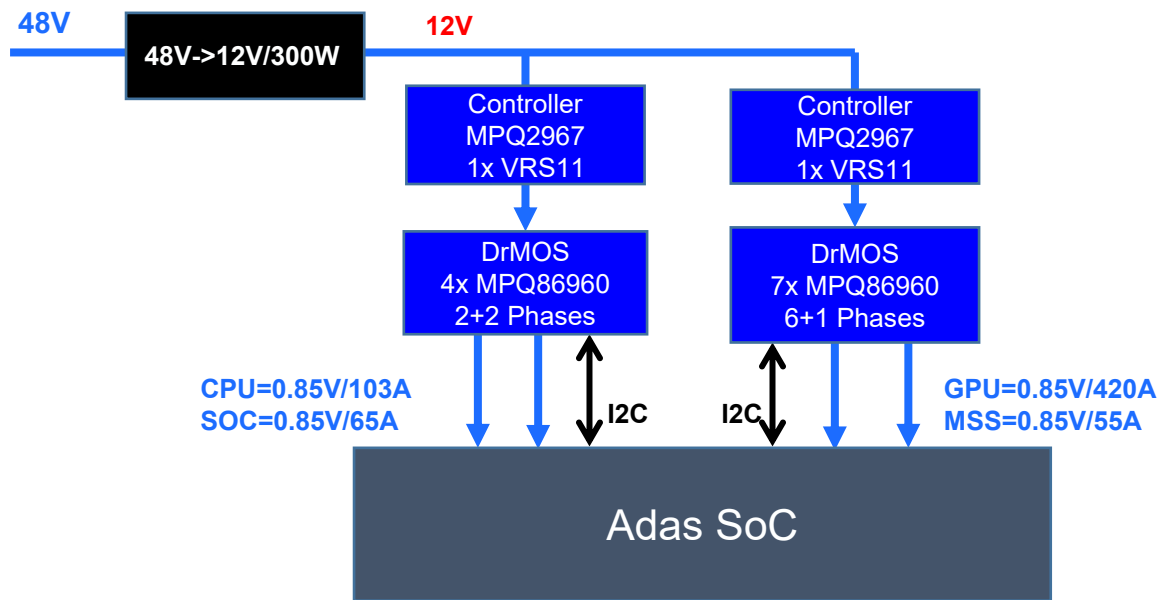 48V
48V->12V/300W
12V
Controller
MPQ2967
1x VRS11
Controller
MPQ2967
1x VRS11
DrMOS
4x MPQ86960
2+2 Phases
DrMOS
7x MPQ86960
6+1 Phases
CPU=0.85V/103A
SOC=0.85V/65A
I2C
I2C
GPU=0.85V/420A
MSS=0.85V/55A
Adas SoC